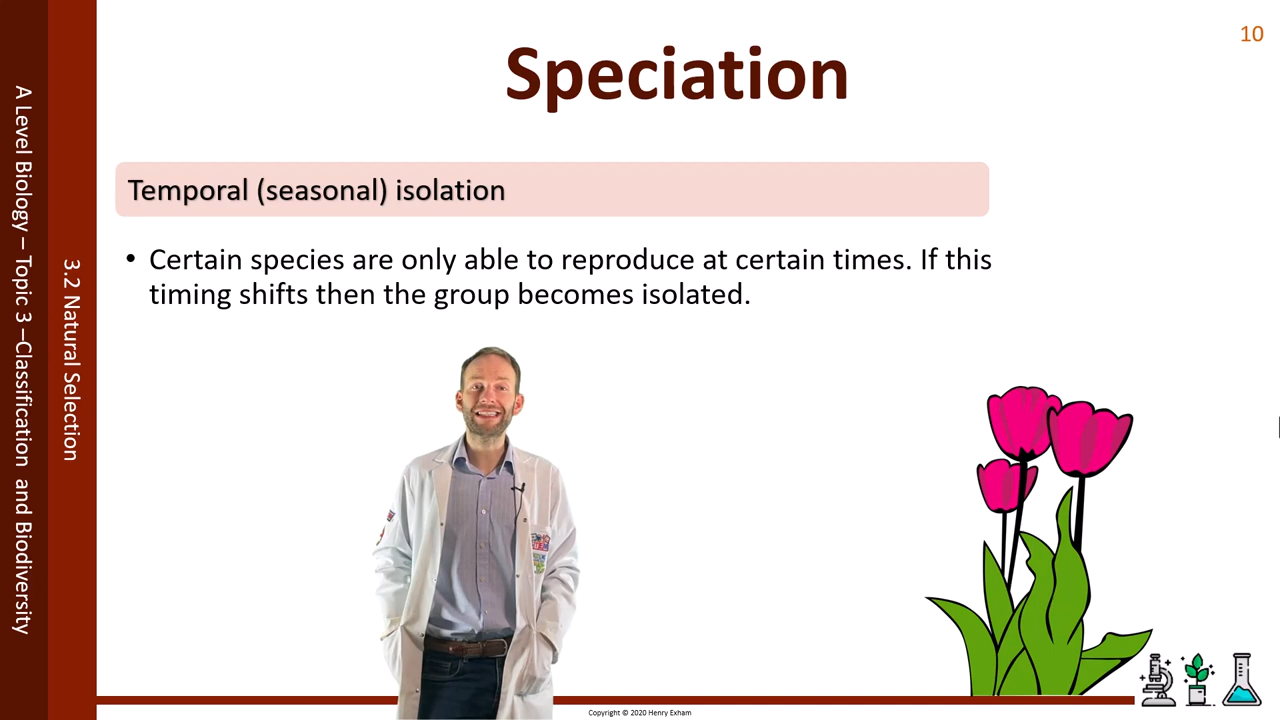 10
Speciation
Temporal (seasonal) isolation
• Certain species are only able to reproduce at certain times. If this
timing shifts then the group becomes isolated.
A Level Biology – Topic 3 –Classification and Biodiversity
3.2 Natural Selection
Copyright © 2020 Henry Exham